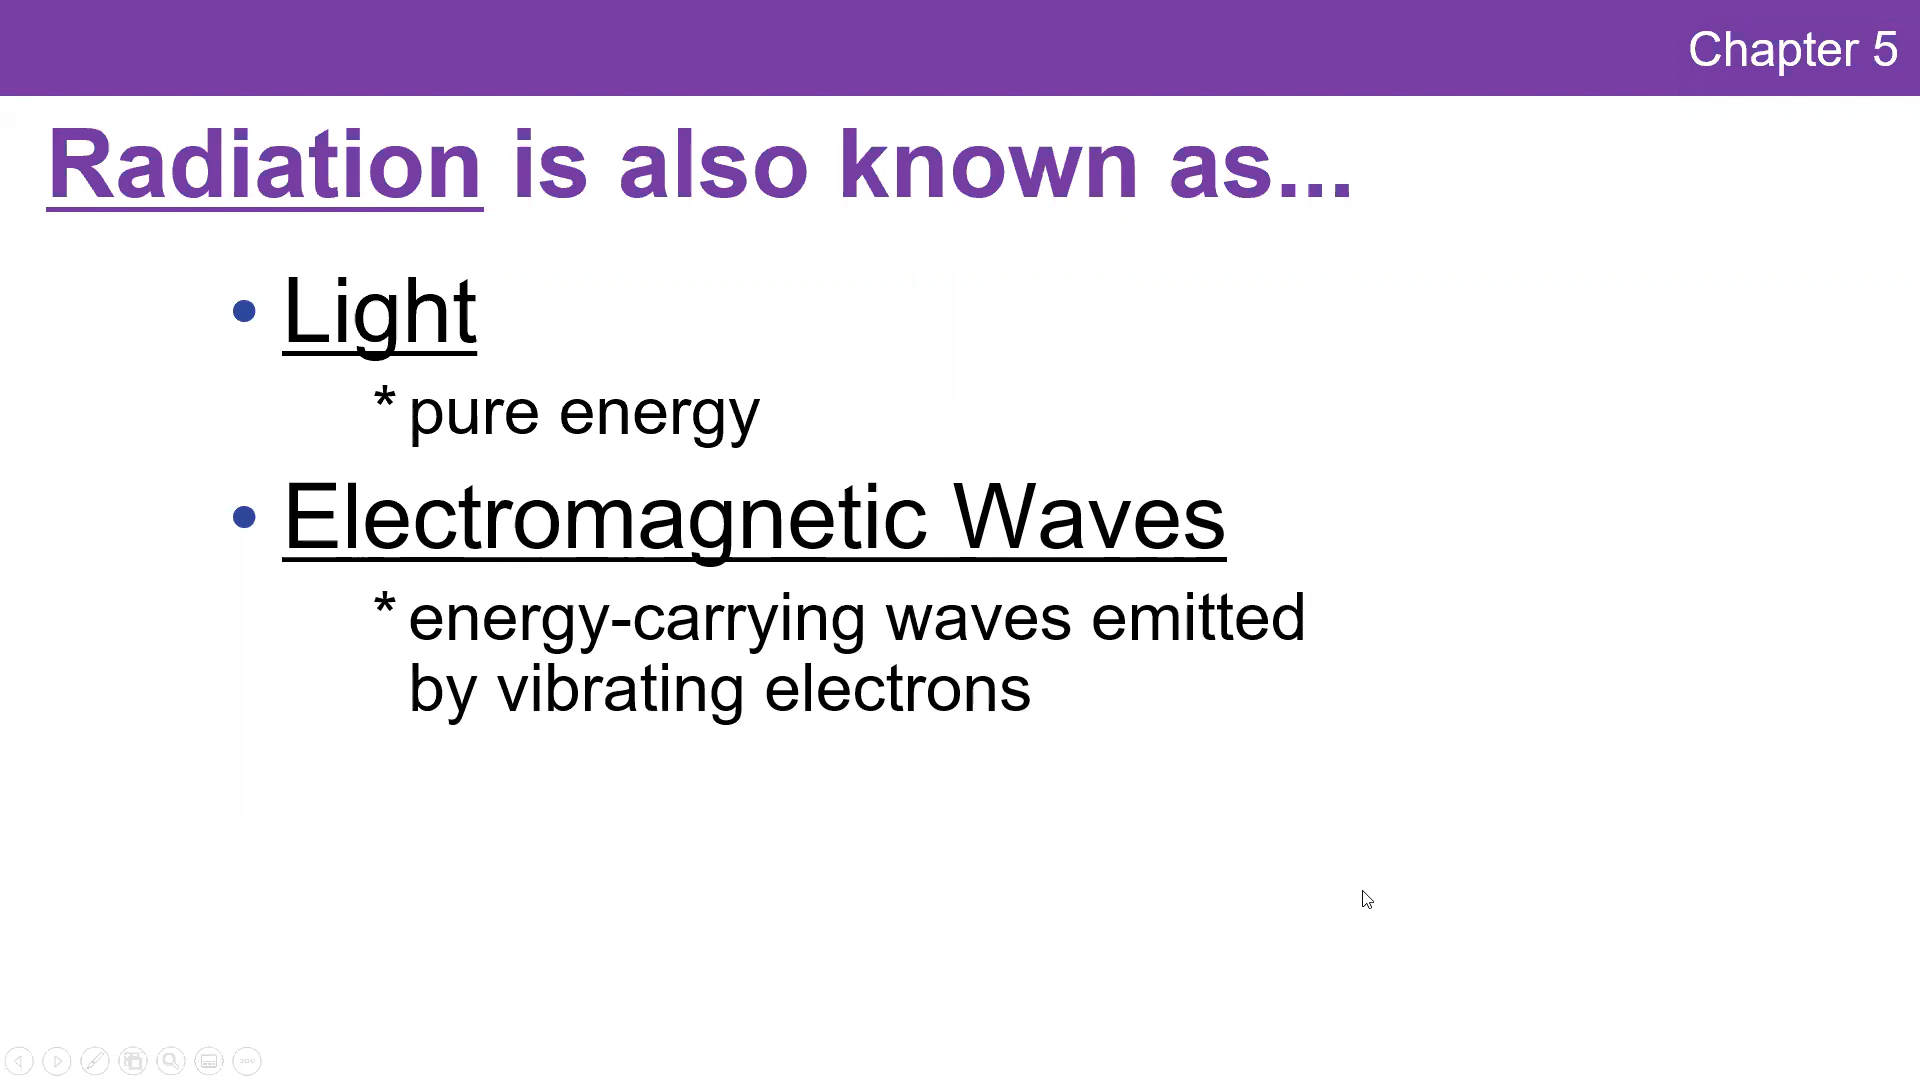 Chapter 5
Radiation is also known as...
• Light
* pure energy
• Electromagnetic Waves
* energy-carrying waves emitted
by vibrating electrons